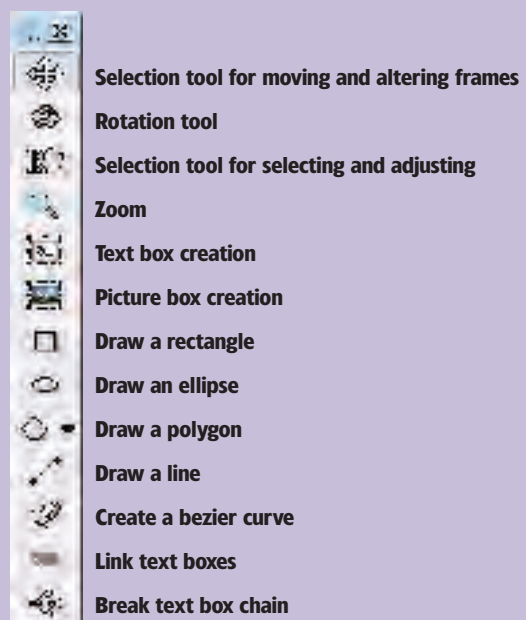 Selection tool for moving and altering frames
Rotation tool
Selection tool for selecting and adjusting
Zoom
Text box creation
Picture box creation
Draw a rectangle
Draw an ellipse
Draw a polygon
Draw a line
Create a bezier curve
Link text boxes
Break text box chain